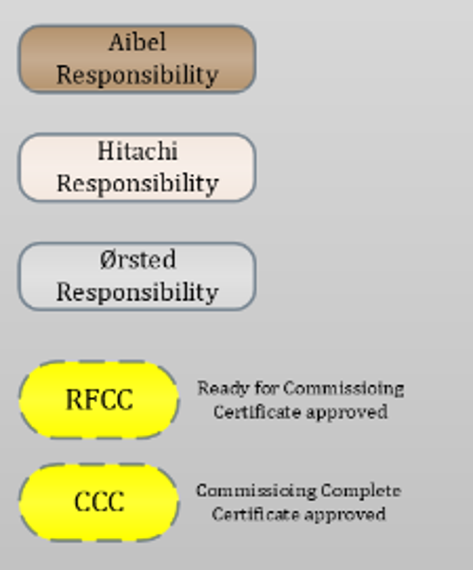 Aibel
Responsibility
Hitachi
Responsibility
Ørsted
Responsibility
RFCC
Ready for Commissioing
Certificate approved
CCC
Commissioing Complete
Certificate approved